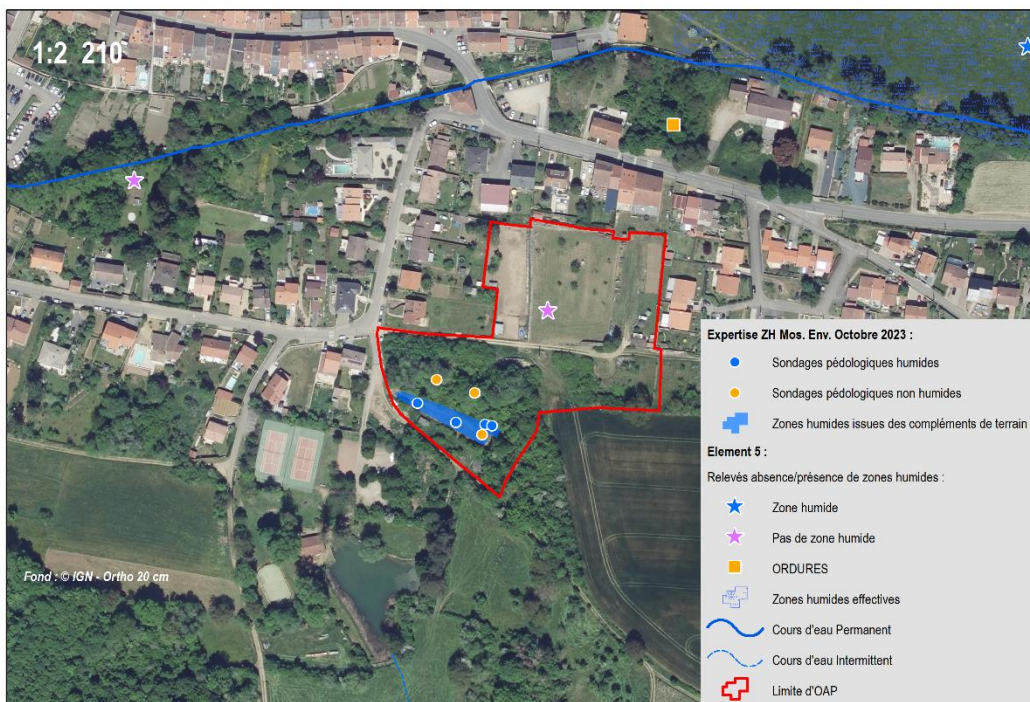 1:2 210
Expertise ZH Mos. Env. Octobre 2023 :
Sondages pédologiques humides
Sondages pédologiques non humides
Zones humides issues des compléments de terrain
Element 5 :
Relevés absence/présence de zones humides :
Zone humide
Pas de zone humide
ORDURES
Zones humides effectives
Cours d'eau Permanent
Cours d'eau Intermittent
Limite d'OAP
Fond : © IGN - Ortho 20 cm